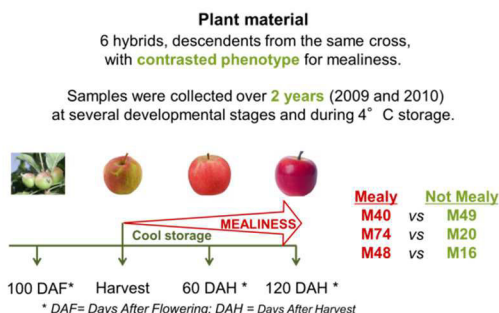 Plant material
6 hybrids, descendents from the same cross,
with contrasted phenotype for mealiness.
Samples were collected over 2 years (2009 and 2010)
at several developmental stages and during 4° C storage.
MEALINESS
Cool storage
Mealy Not Mealy
M40 vs M49
M74 vs M20
M48 vs M16
100 DAF* Harvest 60 DAH * 120 DAH *
* DAF= Days After Flowering; DAH = Days After Harvest